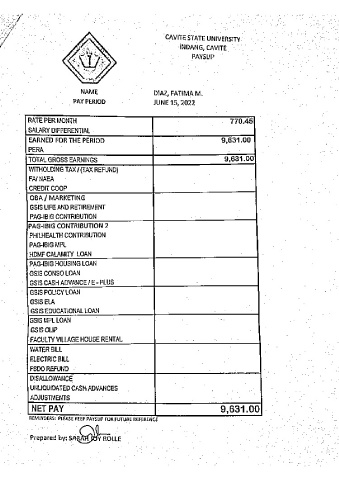 CAVITE STATE UNIVERSITY
INDANG, CAVITE
PAYSLIP
NAME DIAZ, FATIMA M.
PAY PERIOD JUNE 15, 2022
RATE PER MONTH 770.48
SALARY DIFFERENTIAL
EARNED FOR THE PERIOD 9,631.00
PERA
TOTAL GROSS EARNINGS 9,631.00
WITHOLDING TAX / (TAX REFUND)
FA/ NAEA
CREDIT COOP
OBA / MARKETING
GSIS LIFE AND RETIREMENT
PAG-IBIG CONTRIBUTION
PAG-IBIG CONTRIBUTION 2
PHILHEALTH CONTRIBUTION
PAG-IBIG MPL
HDMF CALAMITY LOAN
PAG-IBIG HOUSING LOAN
GSIS CONSO LOAN
GSIS CASH ADVANCE / E - PLUS
GSIS POLICY LOAN
GSIS ELA
GSIS EDUCATIONAL LOAN
GSIS MPL LOAN
GSIS OLIP
FACULTY VILLAGE HOUSE RENTAL
WATER BILL
ELECTRIC BILL
FSDO REFUND
DISALLOWANCE
UNLIQUIDATED CASH ADVANCES
ADJUSTMENTS
NET PAY 9,631.00
REMINDERS: PLEASE KEEP PAYSLIP FOR FUTURE REFERENCE
Prepared by: SARAH JOY ROLLE